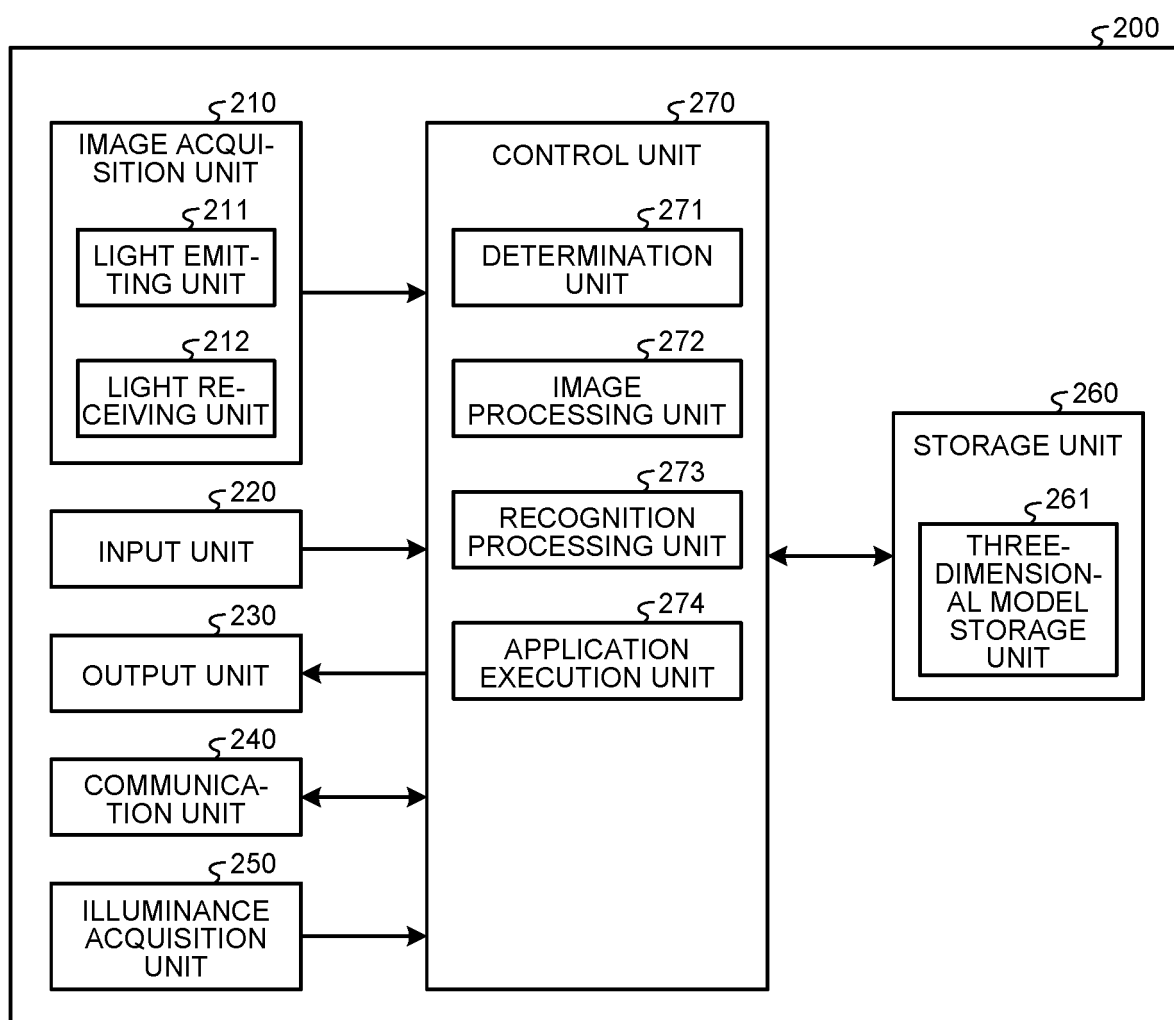 200
210
IMAGE ACQUI-
SITION UNIT
211
LIGHT EMIT-
TING UNIT
212
LIGHT RE-
CEIVING UNIT
220
INPUT UNIT
230
OUTPUT UNIT
240
COMMUNICA-
TION UNIT
250
ILLUMINANCE
ACQUISITION
UNIT
270
CONTROL UNIT
271
DETERMINATION
UNIT
272
IMAGE
PROCESSING UNIT
273
RECOGNITION
PROCESSING UNIT
274
APPLICATION
EXECUTION UNIT
260
STORAGE UNIT
261
THREE-
DIMENSION-
AL MODEL
STORAGE
UNIT